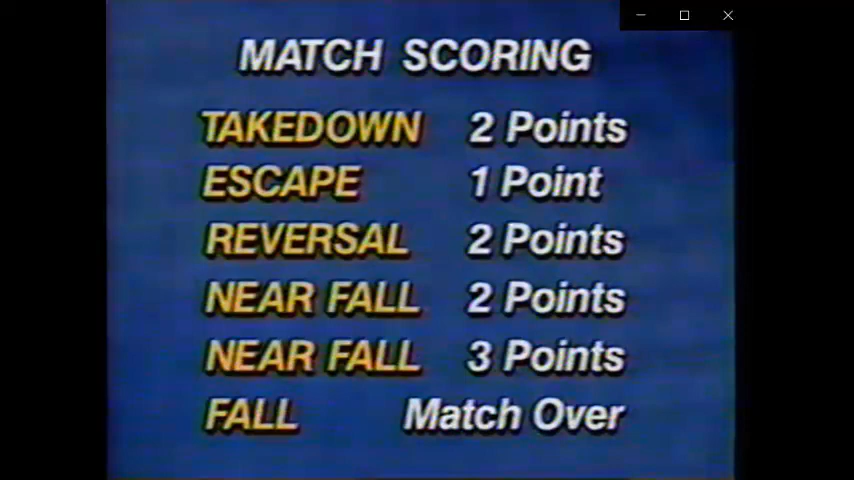 MATCH SCORING
TAKEDOWN 2 Points
ESCAPE 1 Point
REVERSAL 2 Points
NEAR FALL 2 Points
NEAR FALL 3 Points
FALL Match Over